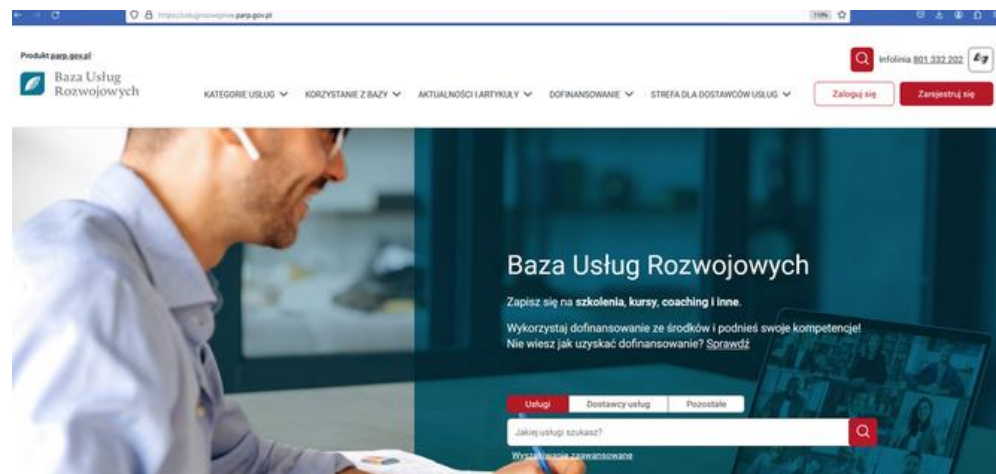 https://uslugirozwojowe.parp.gov.pl
119%
Produkt parp.gov.pl
Baza Usług
Rozwojowych
infolinia 801 332 202
KATEGORIE USŁUG
KORZYSTANIE Z BAZY
AKTUALNOŚCI I ARTYKUŁY
DOFINANSOWANIE
STREFA DLA DOSTAWCÓW USŁUG
Zaloguj się
Zarejestruj się
Baza Usług Rozwojowych
Zapisz się na szkolenia, kursy, coaching i inne.
Wykorzystaj dofinansowanie ze środków i podnieś swoje kompetencje!
Nie wiesz jak uzyskać dofinansowanie? Sprawdź
Usługi
Dostawcy usług
Pozostałe
Jakiej usługi szukasz?
Wyszukiwanie zaawansowane